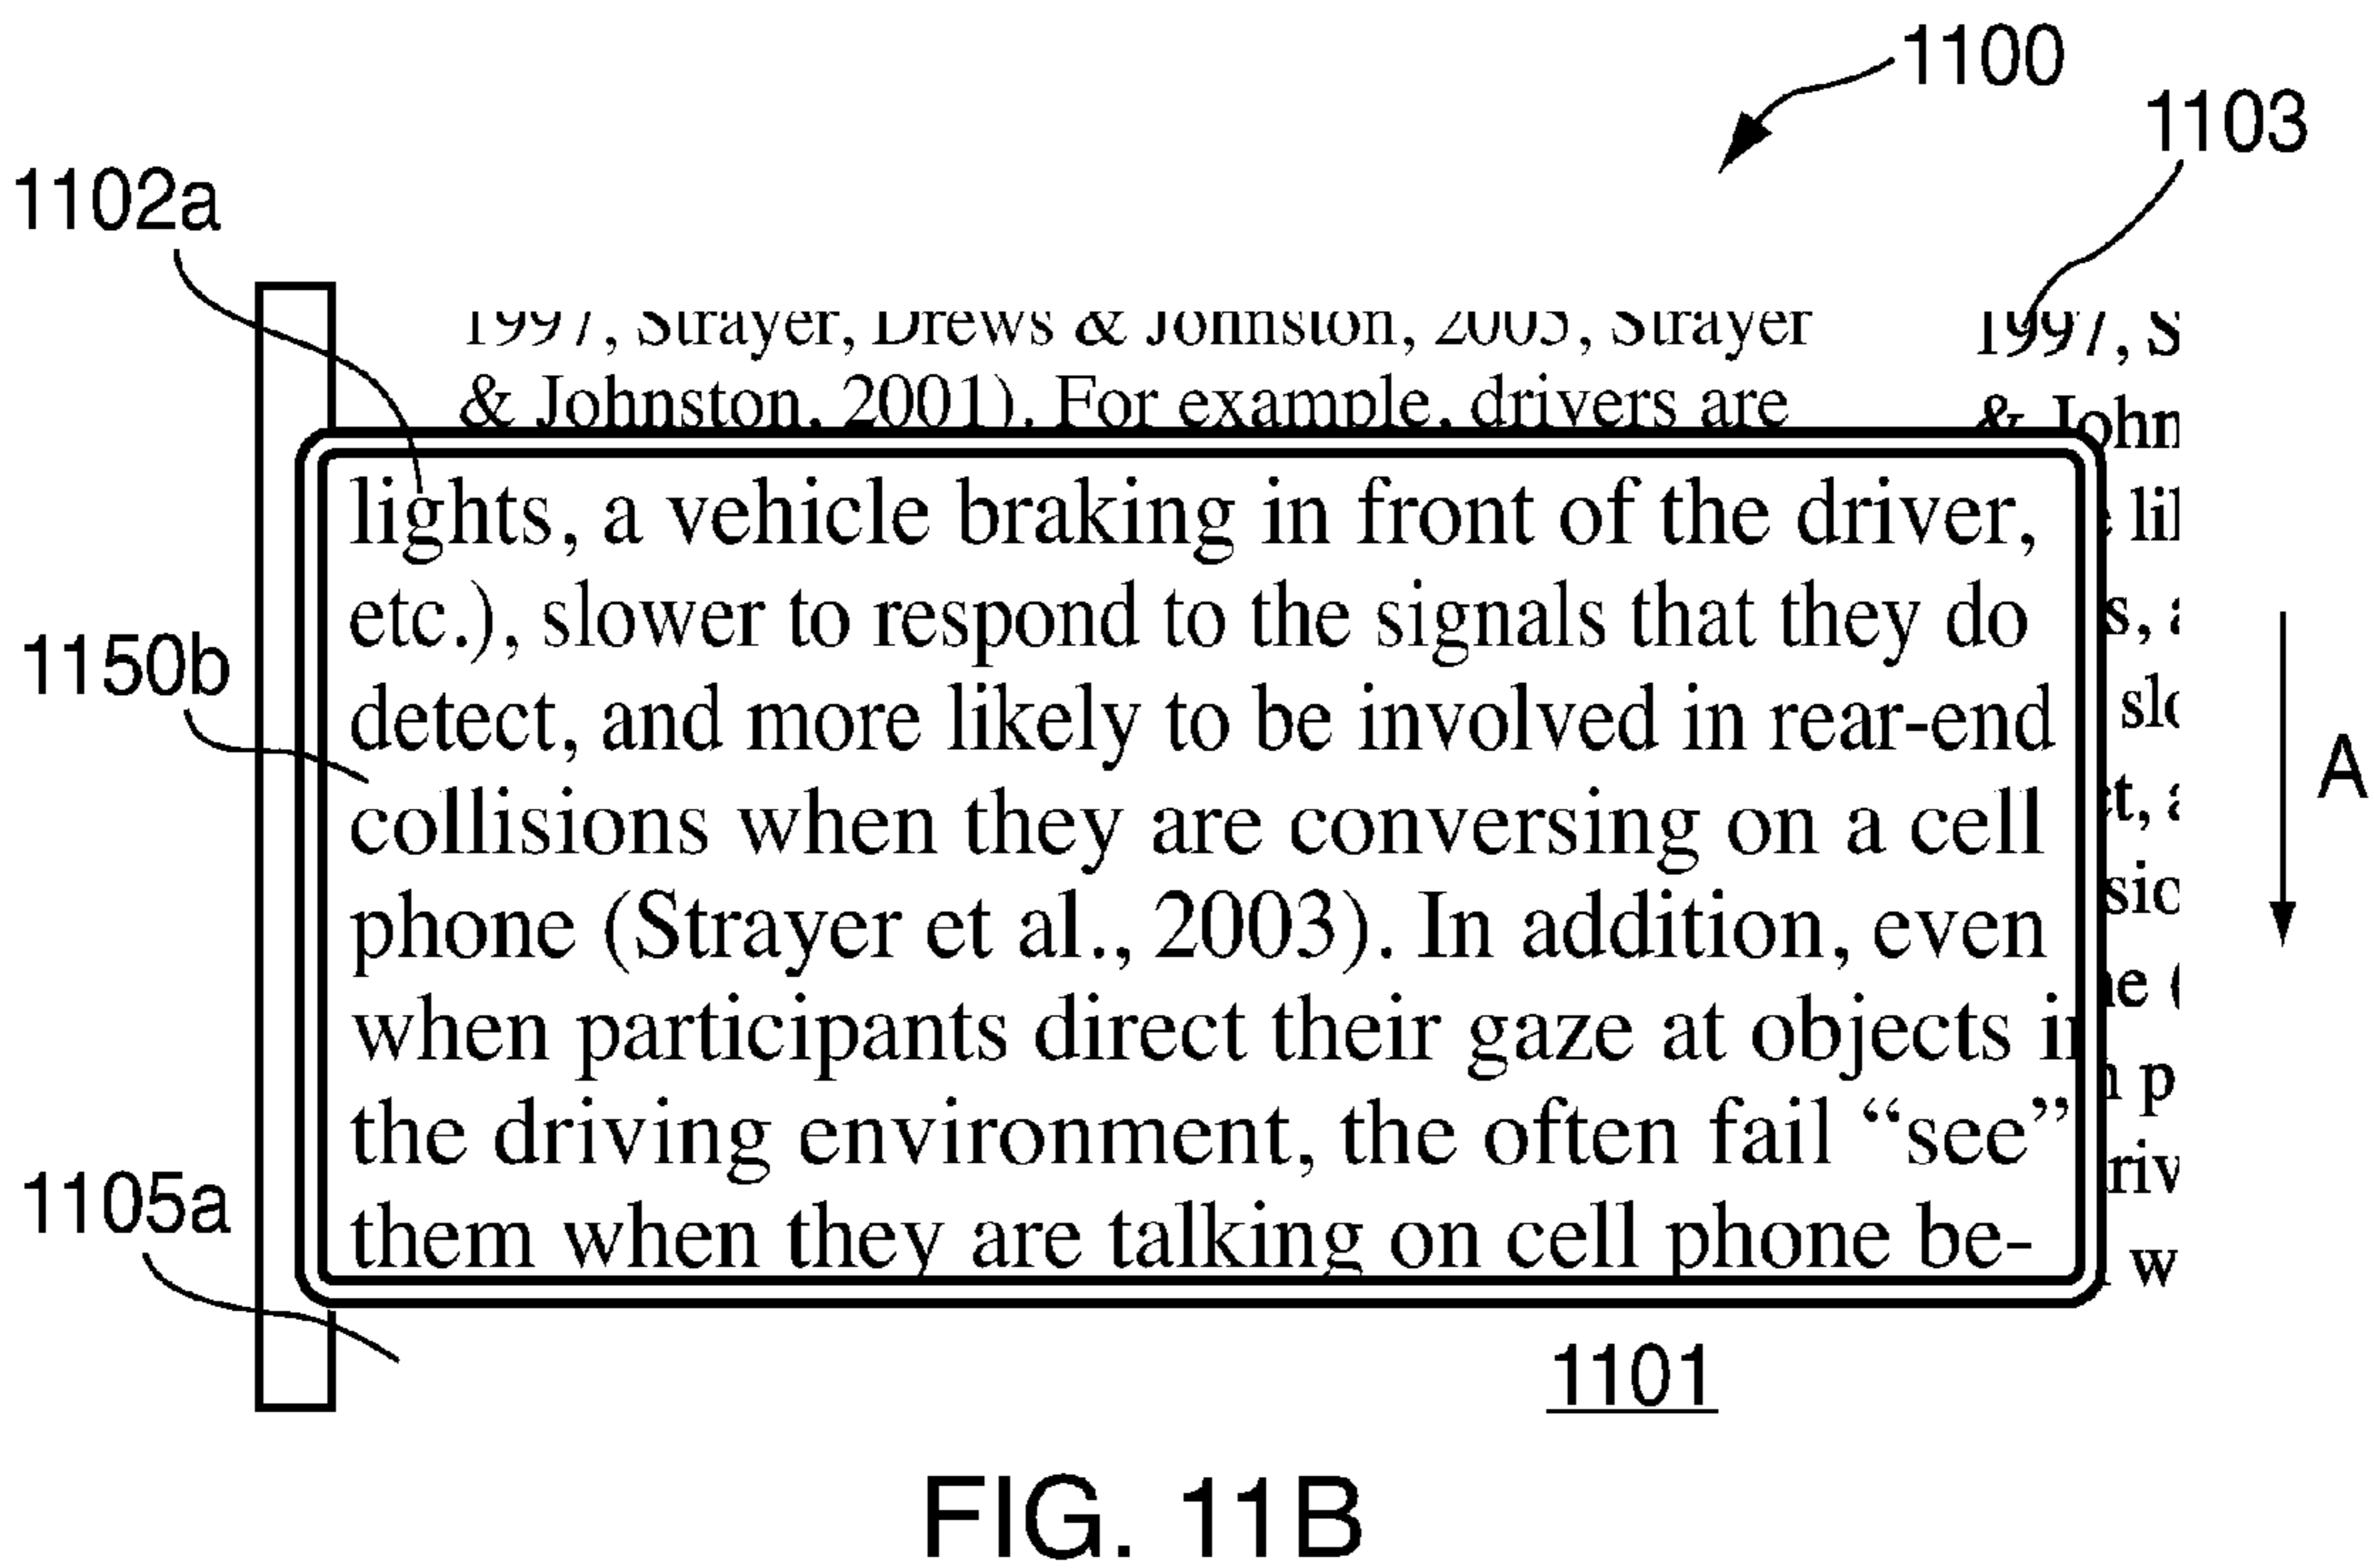 1100
1103
1102a
1997, Strayer, Drews & Johnston, 2003, Strayer
1997, S
& Johnston, 2001). For example, drivers are
& John
lights, a vehicle braking in front of the driver,
etc.), slower to respond to the signals that they do
1150b
detect, and more likely to be involved in rear-end
A
collisions when they are conversing on a cell
phone (Strayer et al., 2003). In addition, even
when participants direct their gaze at objects in
the driving environment, the often fail “see”
1105a
them when they are talking on cell phone be-
1101
FIG. 11B